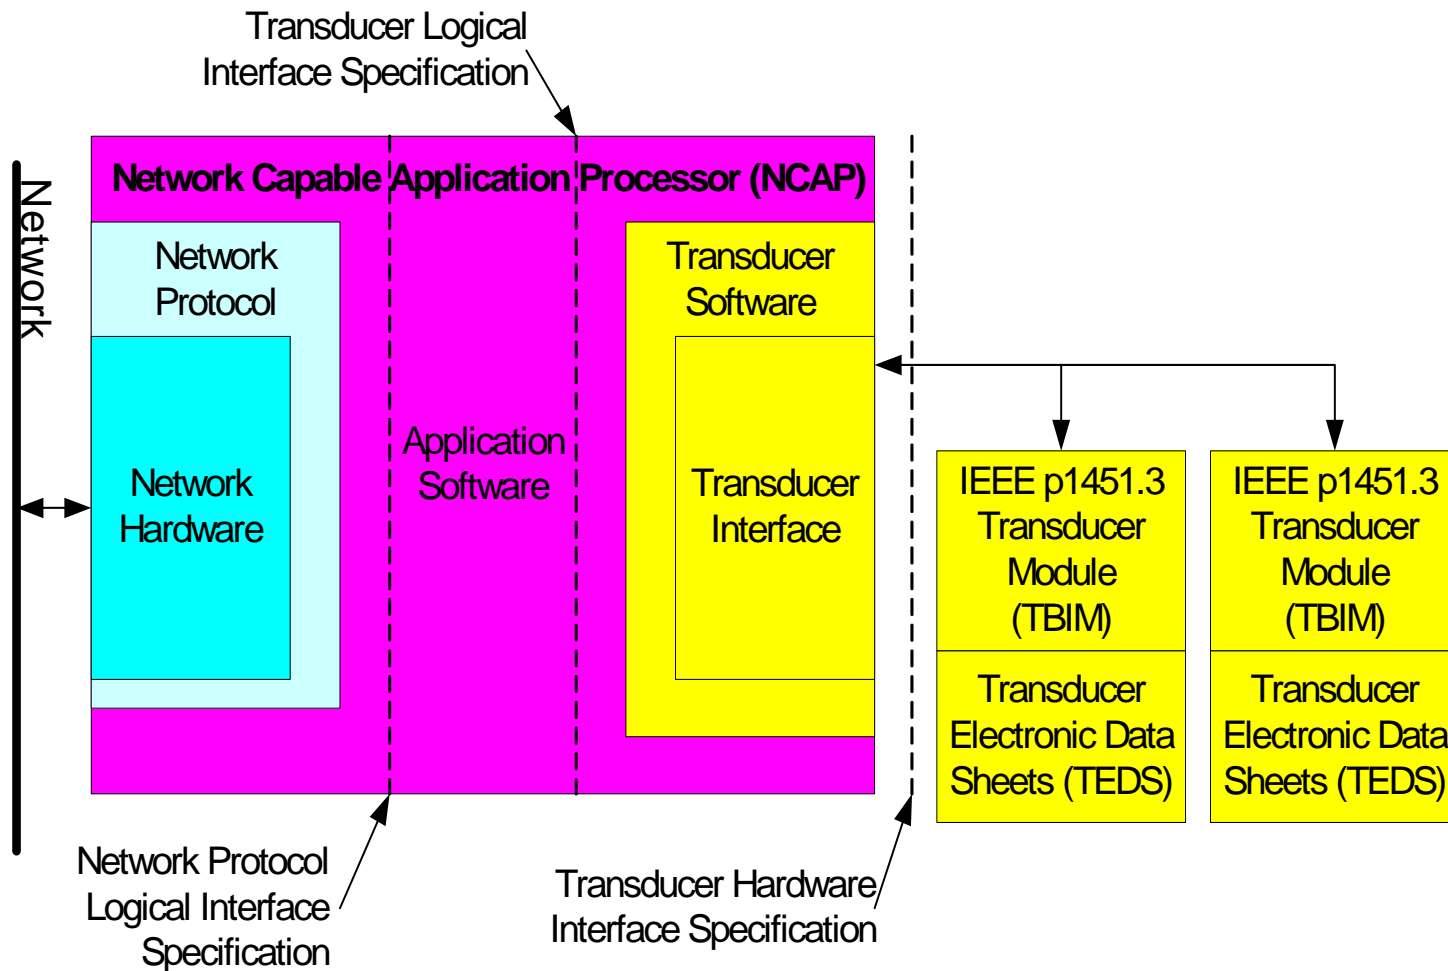 Transducer Logical
Interface Specification
Network Capable Application Processor (NCAP)
Network
Network
Protocol
Transducer
Software
Application
Software
Network
Hardware
Transducer
Interface
IEEE p1451.3
Transducer
Module
(TBIM)
IEEE p1451.3
Transducer
Module
(TBIM)
Transducer
Electronic Data
Sheets (TEDS)
Transducer
Electronic Data
Sheets (TEDS)
Network Protocol
Logical Interface
Specification
Transducer Hardware
Interface Specification